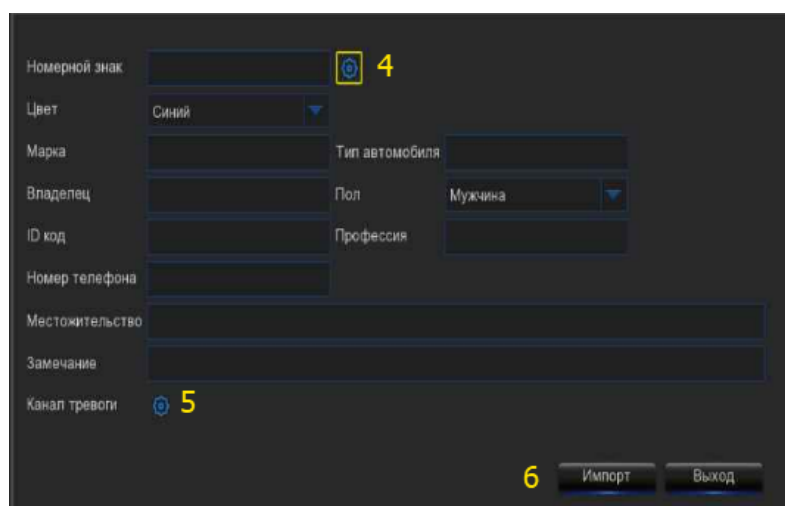 Номерной знак 4
Цвет Синий
Марка Тип автомобиля
Владелец Пол Мужчина
ID код Профессия
Номер телефона
Местожительство
Замечание
Канал тревоги 5
6 Импорт Выход